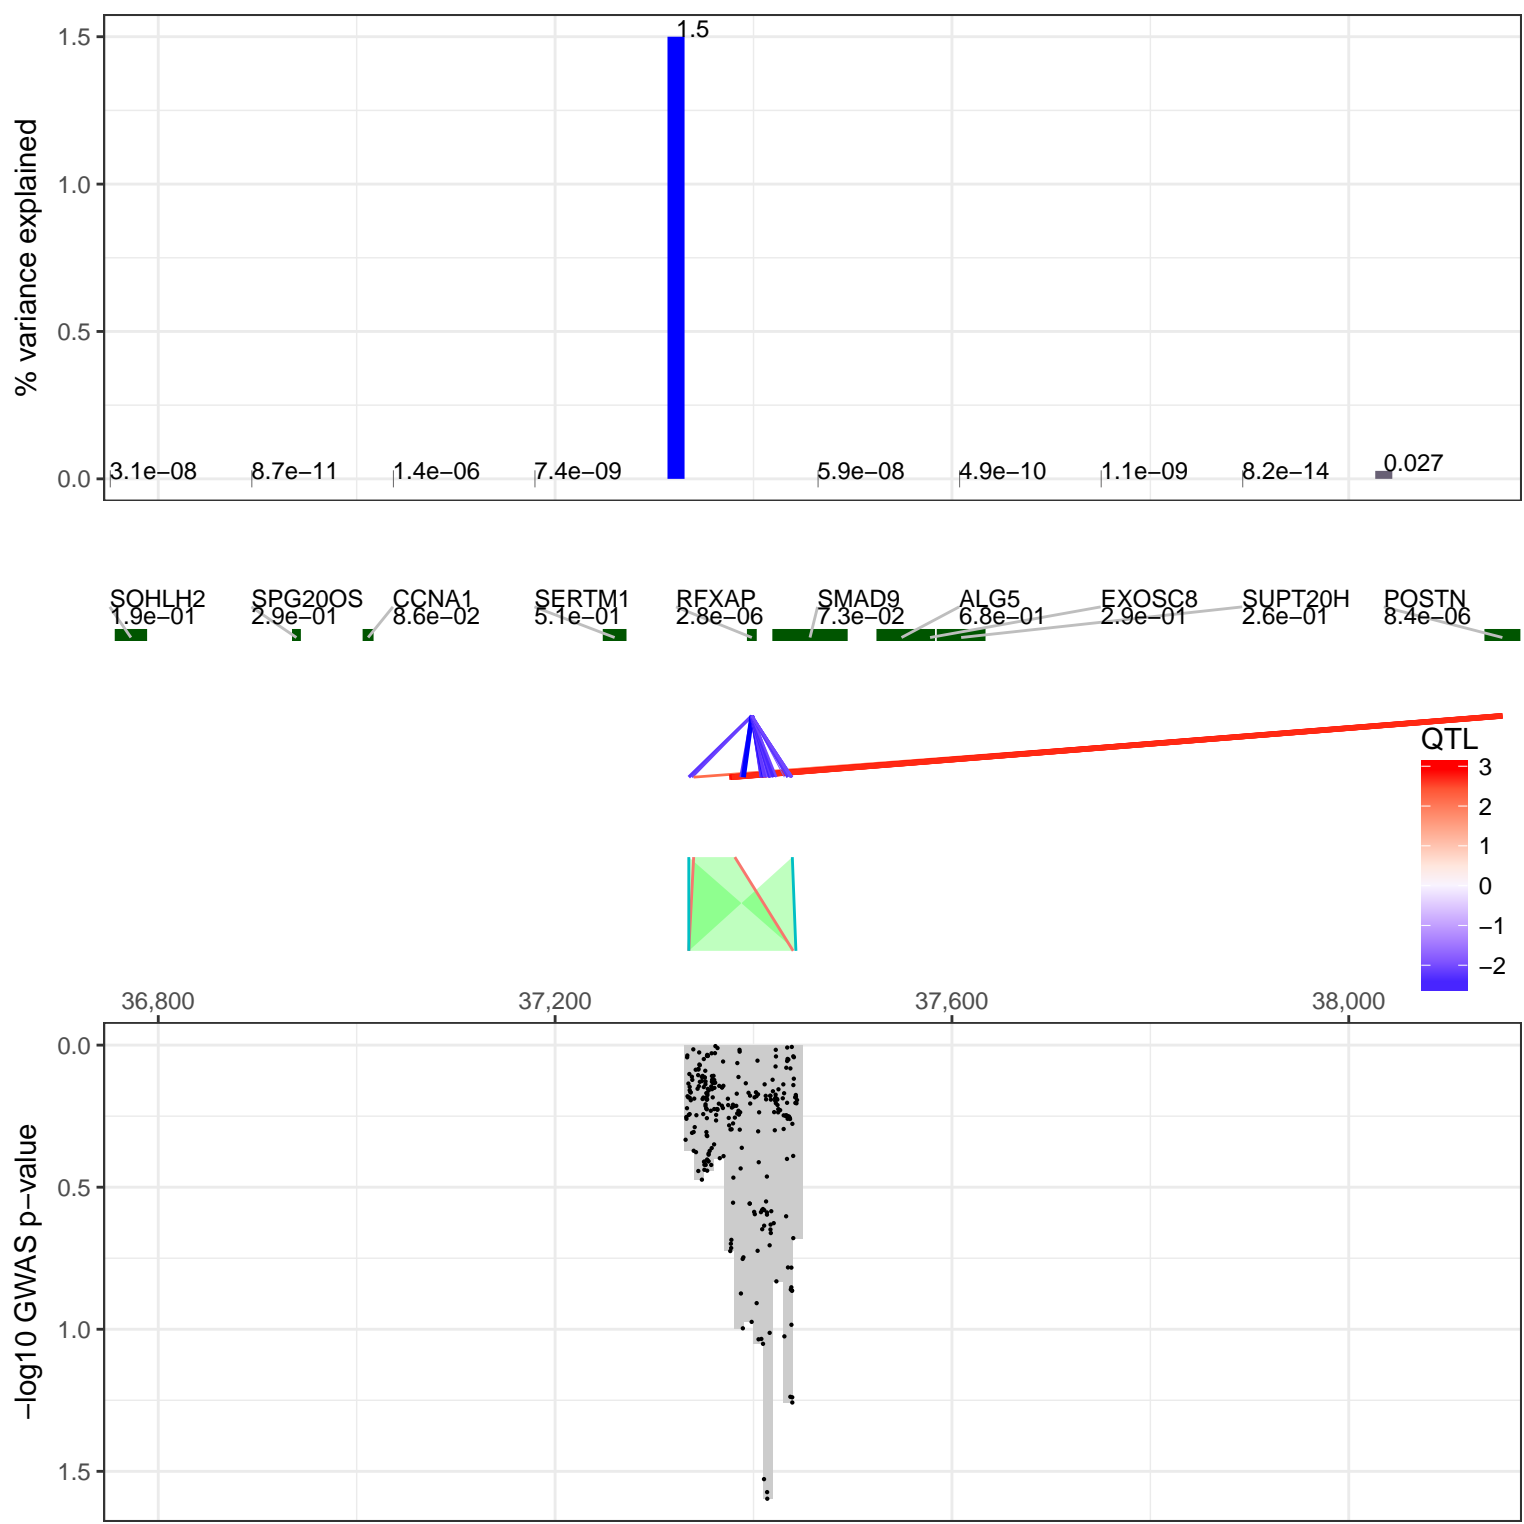 1.5
1.5
1.0
0.5
0.0
% variance explained
3.1e−08 8.7e−11 1.4e−06 7.4e−09 5.9e−08 4.9e−10 1.1e−09 8.2e−14 0.027
SOHLH2 SPG20OS CCNA1 SERTM1 RFXAP SMAD9 ALG5 EXOSC8 SUPT20H POSTN
1.9e−01 2.9e−01 8.6e−02 5.1e−01 2.8e−06 7.3e−02 6.8e−01 2.9e−01 2.6e−01 8.4e−06
QTL
3
2
1
0
−1
−2
36,800 37,200 37,600 38,000
0.0
0.5
1.0
1.5
−log10 GWAS p−value